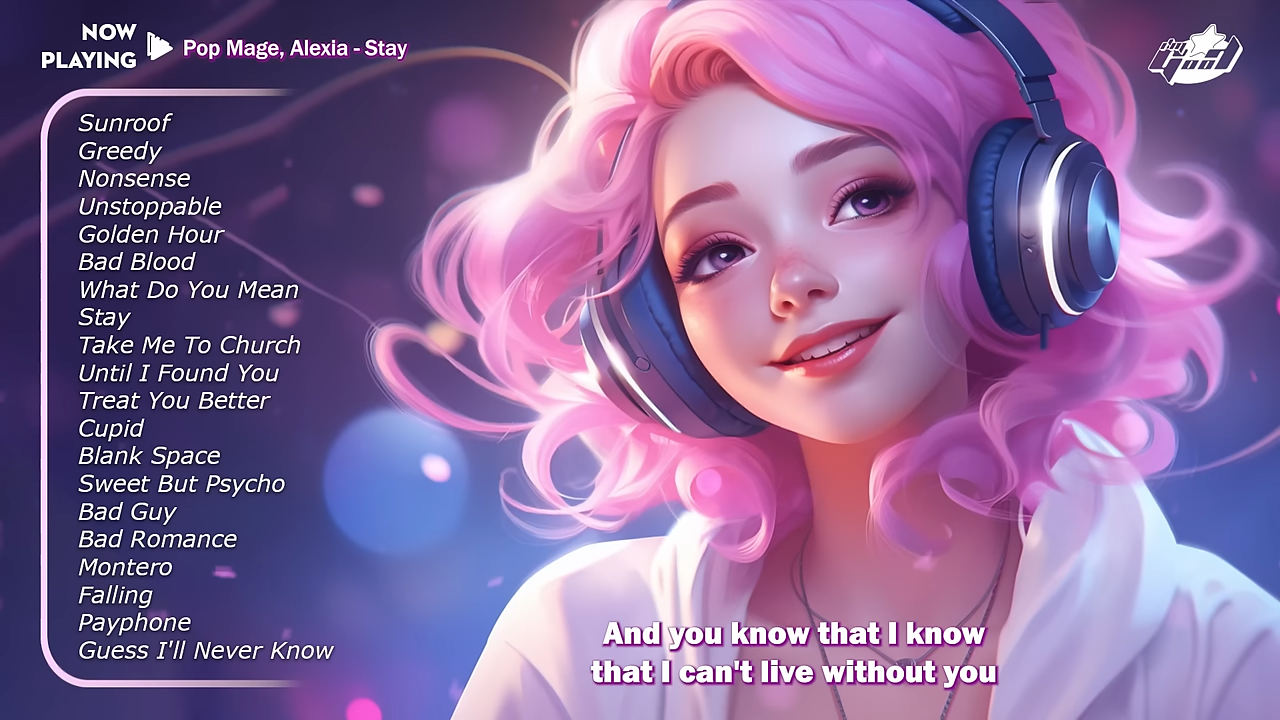 NOW
PLAYING
Pop Mage, Alexia - Stay
Sunroof
Greedy
Nonsense
Unstoppable
Golden Hour
Bad Blood
What Do You Mean
Stay
Take Me To Church
Until I Found You
Treat You Better
Cupid
Blank Space
Sweet But Psycho
Bad Guy
Bad Romance
Montero
Falling
Payphone
Guess I'll Never Know
And you know that I know
that I can't live without you